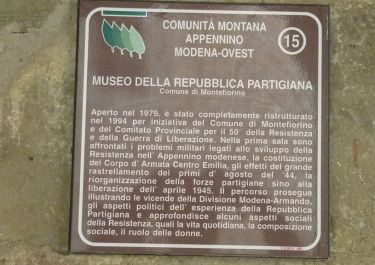 COMUNITÀ MONTANA
APPENNINO
MODENA-OVEST
15
MUSEO DELLA REPUBBLICA PARTIGIANA
Comune di Montefiorino
Aperto nel 1979, è stato completamente ristrutturato
nel 1994 per iniziativa del Comune di Montefiorino
e del Comitato Provinciale per il 50° della Resistenza
e della Guerra di Liberazione. Nella prima sala sono
affrontati i problemi militari legati allo sviluppo della
Resistenza nell' Appennino modenese, la costituzione
del Corpo d' Armata Centro Emilia, gli effetti del grande
rastrellamento dei primi d' agosto del '44, la
riorganizzazione della forze partigiane sino alla
liberazione dell' aprile 1945. Il percorso prosegue
illustrando le vicende della Divisione Modena-Armando,
gli aspetti politici dell' esperienza della Repubblica
Partigiana e approfondisce alcuni aspetti sociali
della Resistenza, quali la vita quotidiana, la composizione
sociale, il ruolo delle donne.